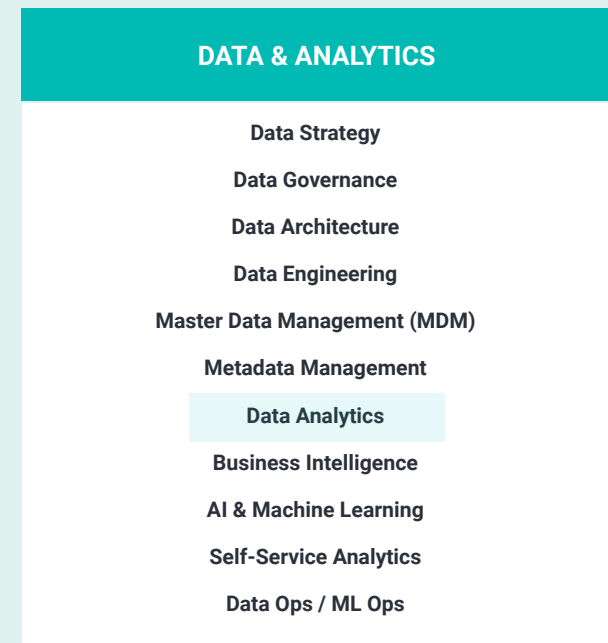 DATA & ANALYTICS
Data Strategy
Data Governance
Data Architecture
Data Engineering
Master Data Management (MDM)
Metadata Management
Data Analytics
Business Intelligence
AI & Machine Learning
Self-Service Analytics
Data Ops / ML Ops